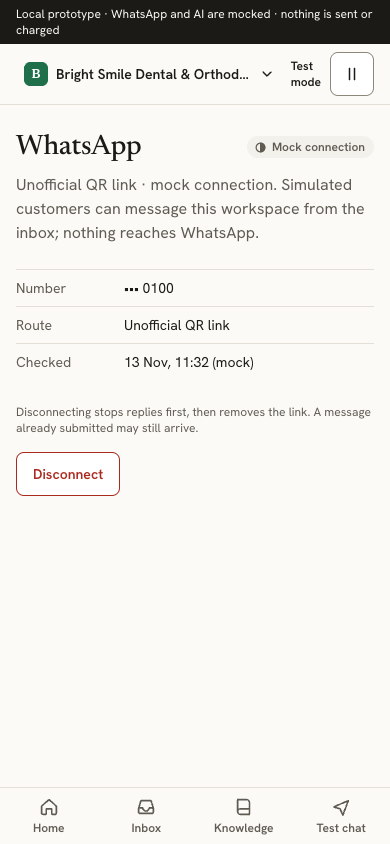 Local prototype · WhatsApp and AI are mocked · nothing is sent or
charged
B Bright Smile Dental & Orthod...
Test
mode
WhatsApp
Mock connection
Unofficial QR link · mock connection. Simulated
customers can message this workspace from the
inbox; nothing reaches WhatsApp.
Number ••• 0100
Route Unofficial QR link
Checked 13 Nov, 11:32 (mock)
Disconnecting stops replies first, then removes the link. A message
already submitted may still arrive.
Disconnect
Home Inbox Knowledge Test chat